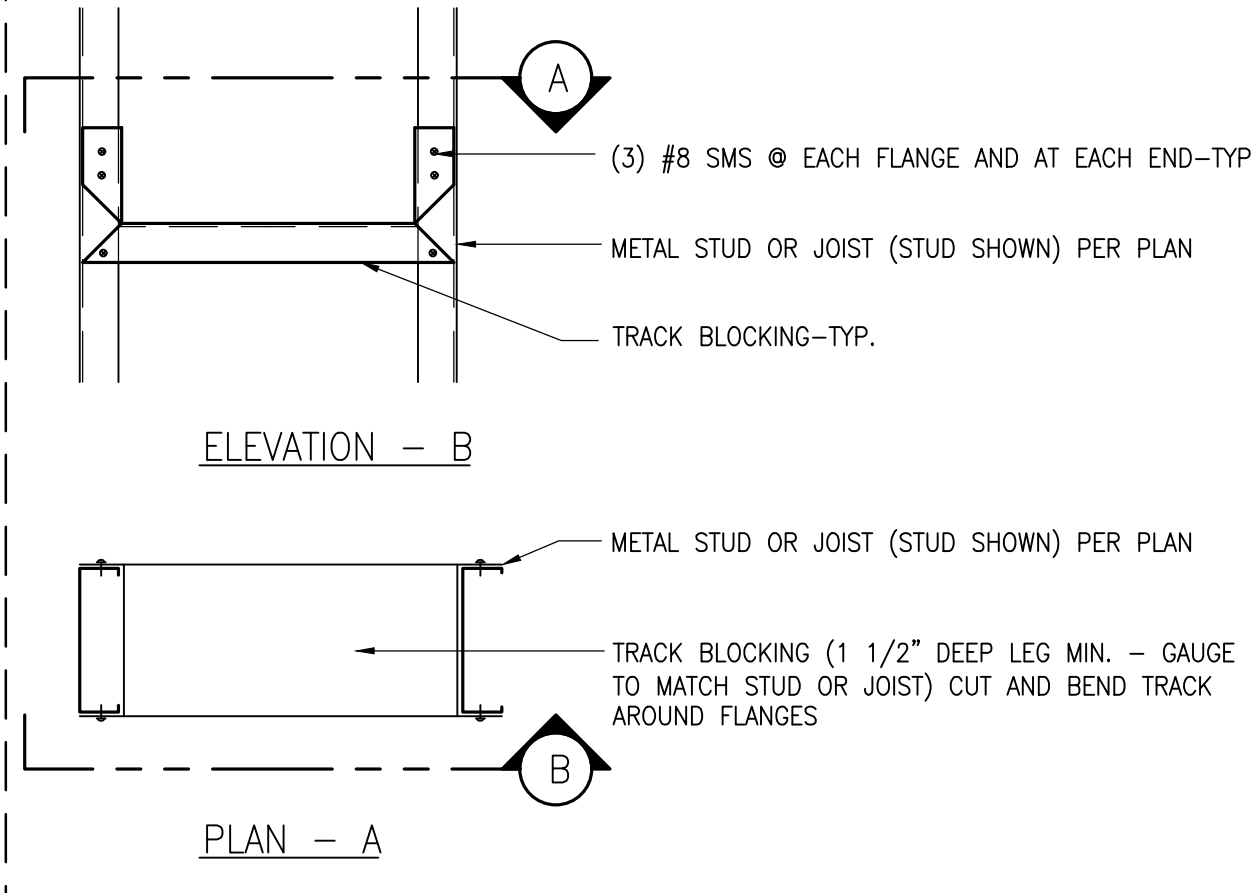 A
(3) #8 SMS @ EACH FLANGE AND AT EACH END-TYP
METAL STUD OR JOIST (STUD SHOWN) PER PLAN
TRACK BLOCKING-TYP.
ELEVATION - B
METAL STUD OR JOIST (STUD SHOWN) PER PLAN
TRACK BLOCKING (1 1/2" DEEP LEG MIN. - GAUGE
TO MATCH STUD OR JOIST) CUT AND BEND TRACK
AROUND FLANGES
B
PLAN - A